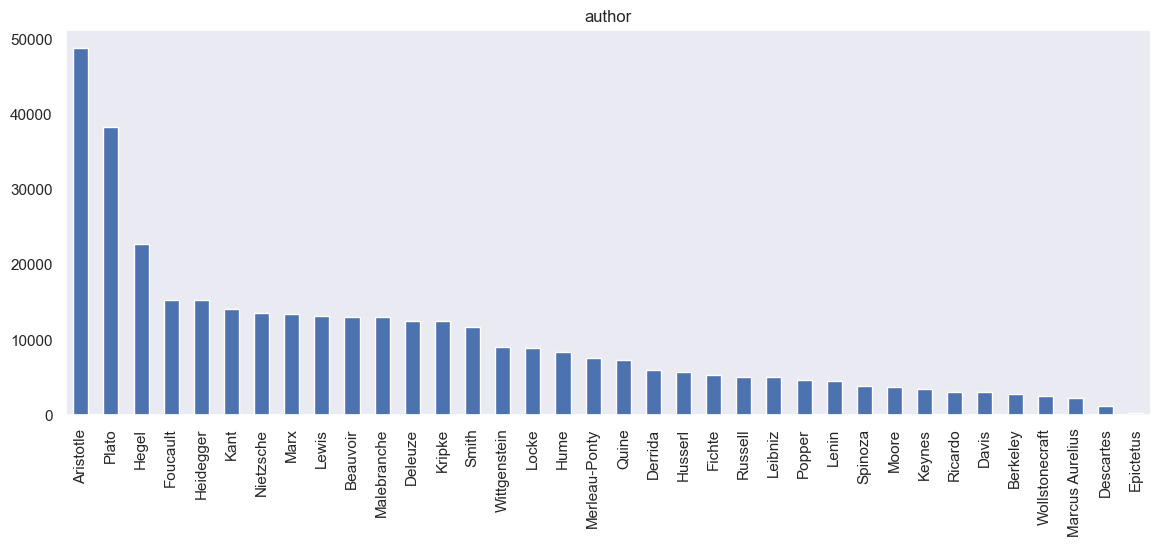 author
50000
40000
30000
20000
10000
0
Aristotle
Plato
Hegel
Foucault
Heidegger
Kant
Nietzsche
Marx
Lewis
Beauvoir
Malebranche
Deleuze
Kripke
Smith
Wittgenstein
Locke
Hume
Merleau-Ponty
Quine
Derrida
Husserl
Fichte
Russell
Leibniz
Popper
Lenin
Spinoza
Moore
Keynes
Ricardo
Davis
Berkeley
Wollstonecraft
Marcus Aurelius
Descartes
Epictetus